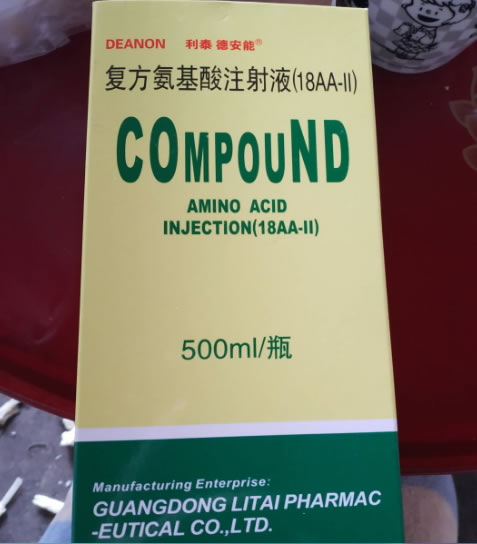 DEANON 利泰 德安能®
复方氨基酸注射液(18AA-II)
COMPOUND
AMINO ACID
INJECTION(18AA-II)
500ml/瓶
Manufacturing Enterprise:
GUANGDONG LITAI PHARMAC
-EUTICAL CO.,LTD.